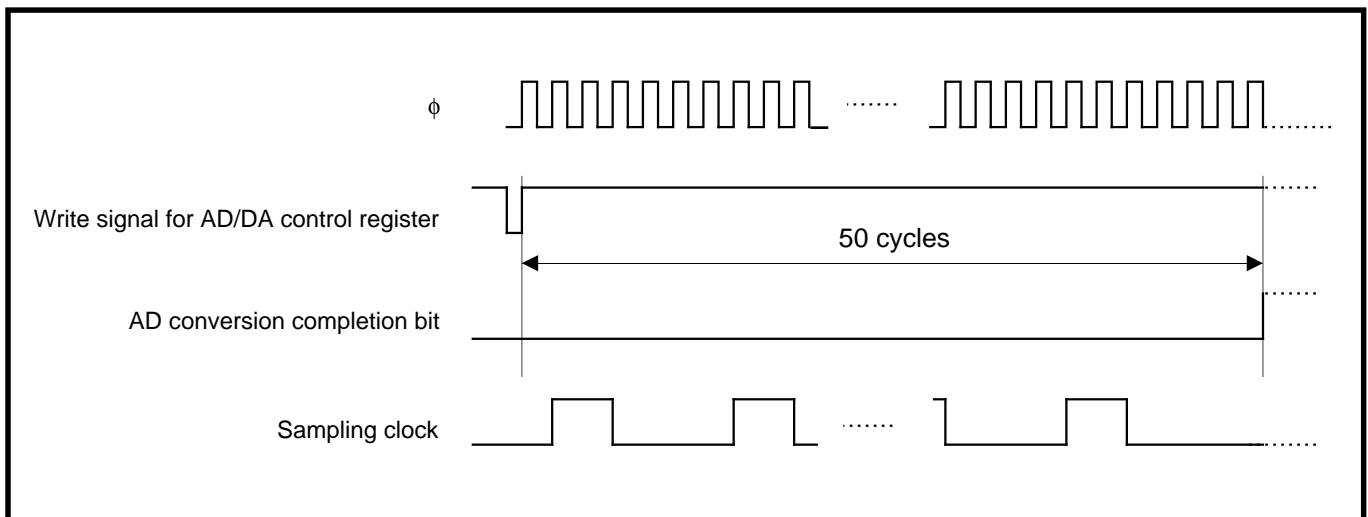 ϕ
Write signal for AD/DA control register
50 cycles
AD conversion completion bit
Sampling clock